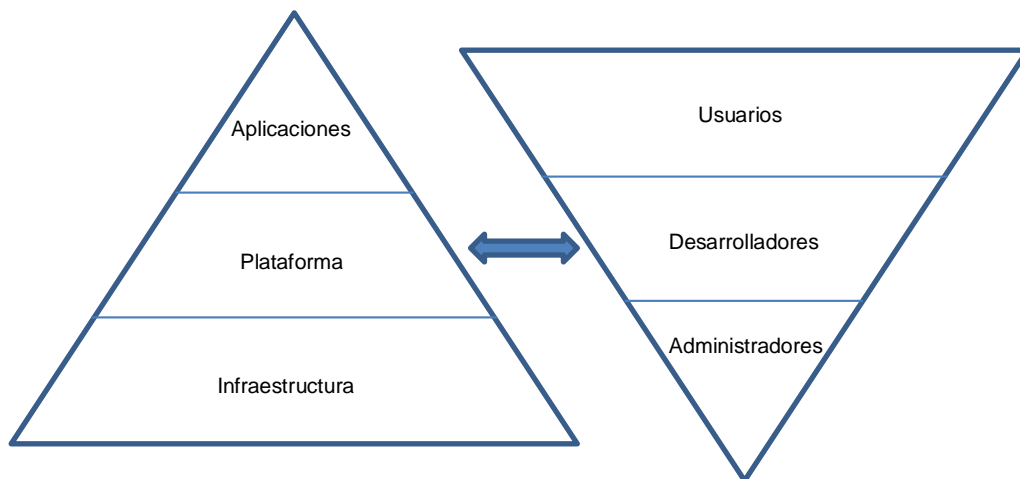 Aplicaciones
Plataforma
Infraestructura
Usuarios
Desarrolladores
Administradores